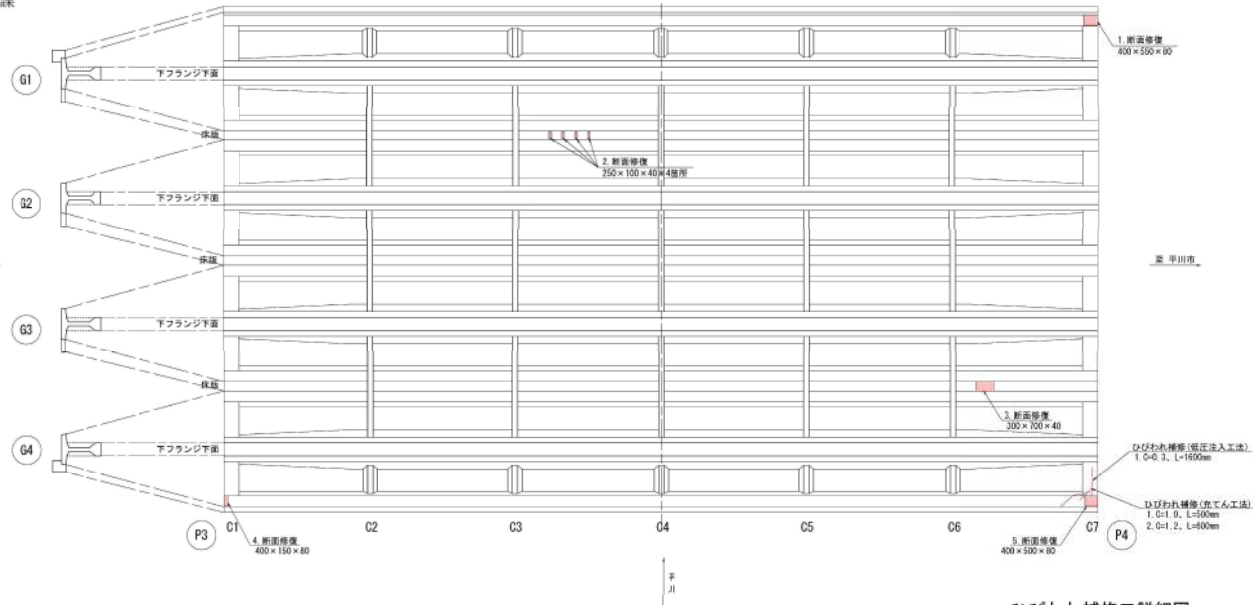 G1
下フランジ下面
1. 断面修復
400×550×80
床版
2. 断面修復
250×100×40×4箇所
G2
下フランジ下面
床版
至 平川市
G3
下フランジ下面
床版
3. 断面修復
300×700×40
G4
下フランジ下面
ひびわれ補修(低圧注入工法)
1. C=0.3、L=1600mm
ひびわれ補修(充てん工法)
1. C=1.0、L=500mm
2. C=1.2、L=600mm
P3
C1
C2
C3
C4
C5
C6
C7
P4
4. 断面修復
400×150×80
5. 断面修復
400×500×80
平川